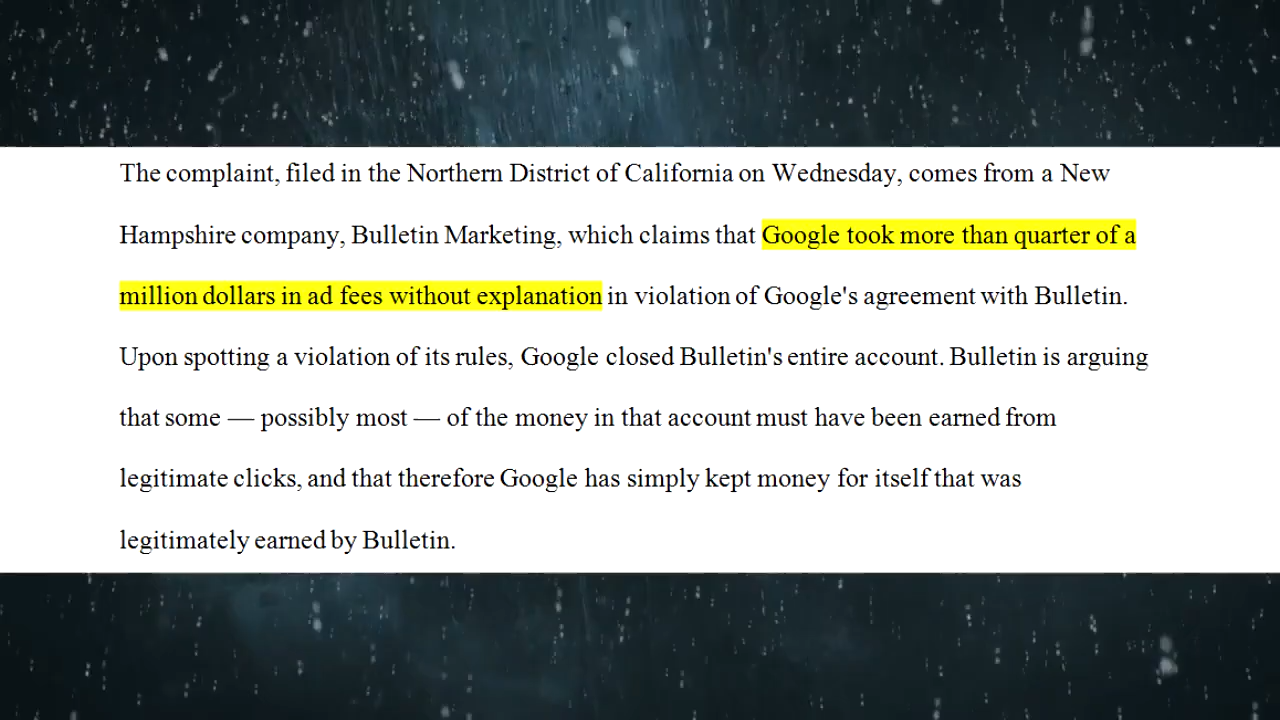 The complaint, filed in the Northern District of California on Wednesday, comes from a New
Hampshire company, Bulletin Marketing, which claims that Google took more than quarter of a
million dollars in ad fees without explanation in violation of Google's agreement with Bulletin.
Upon spotting a violation of its rules, Google closed Bulletin's entire account. Bulletin is arguing
that some — possibly most — of the money in that account must have been earned from
legitimate clicks, and that therefore Google has simply kept money for itself that was
legitimately earned by Bulletin.